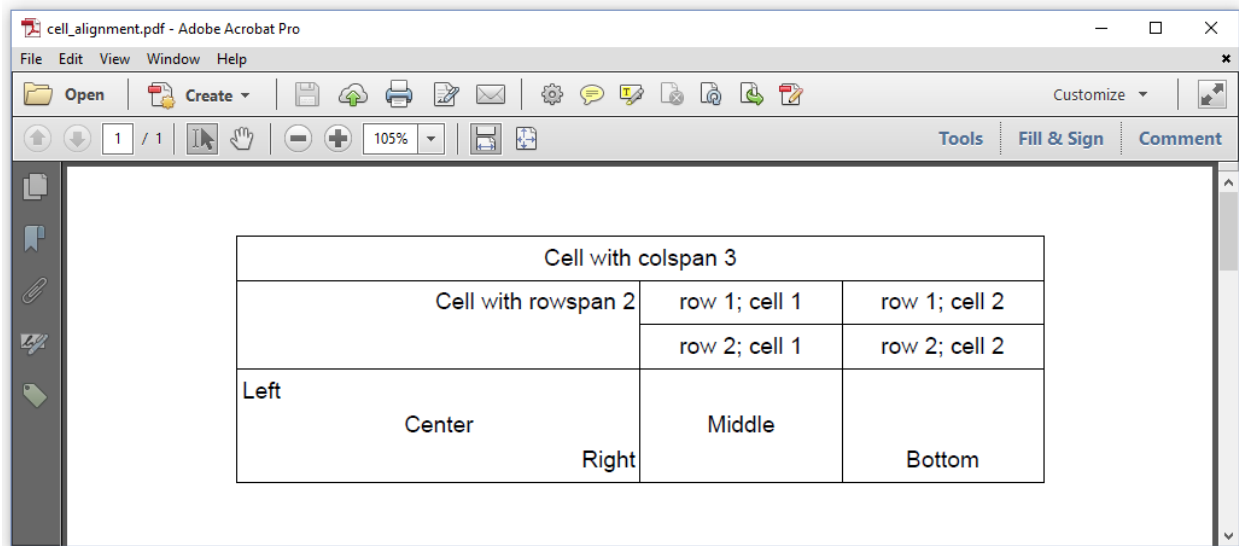 cell_alignment.pdf - Adobe Acrobat Pro
File Edit View Window Help
Open Create Customize
1 / 1 105% Tools Fill & Sign Comment
Cell with colspan 3
Cell with rowspan 2 row 1; cell 1 row 1; cell 2
row 2; cell 1 row 2; cell 2
Left
Center Middle
Right Bottom